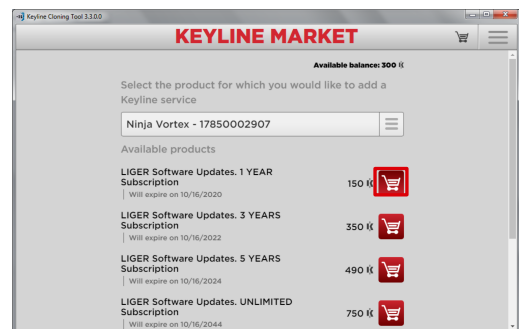 Keyline Cloning Tool 3.3.0.0
KEYLINE MARKET
Available balance: 300
Select the product for which you would like to add a
Keyline service
Ninja Vortex - 17850002907
Available products
LIGER Software Updates. 1 YEAR
Subscription
150
Will expire on 10/16/2020
LIGER Software Updates. 3 YEARS
Subscription
350
Will expire on 10/16/2022
LIGER Software Updates. 5 YEARS
Subscription
490
Will expire on 10/16/2024
LIGER Software Updates. UNLIMITED
Subscription
750
Will expire on 10/16/2044